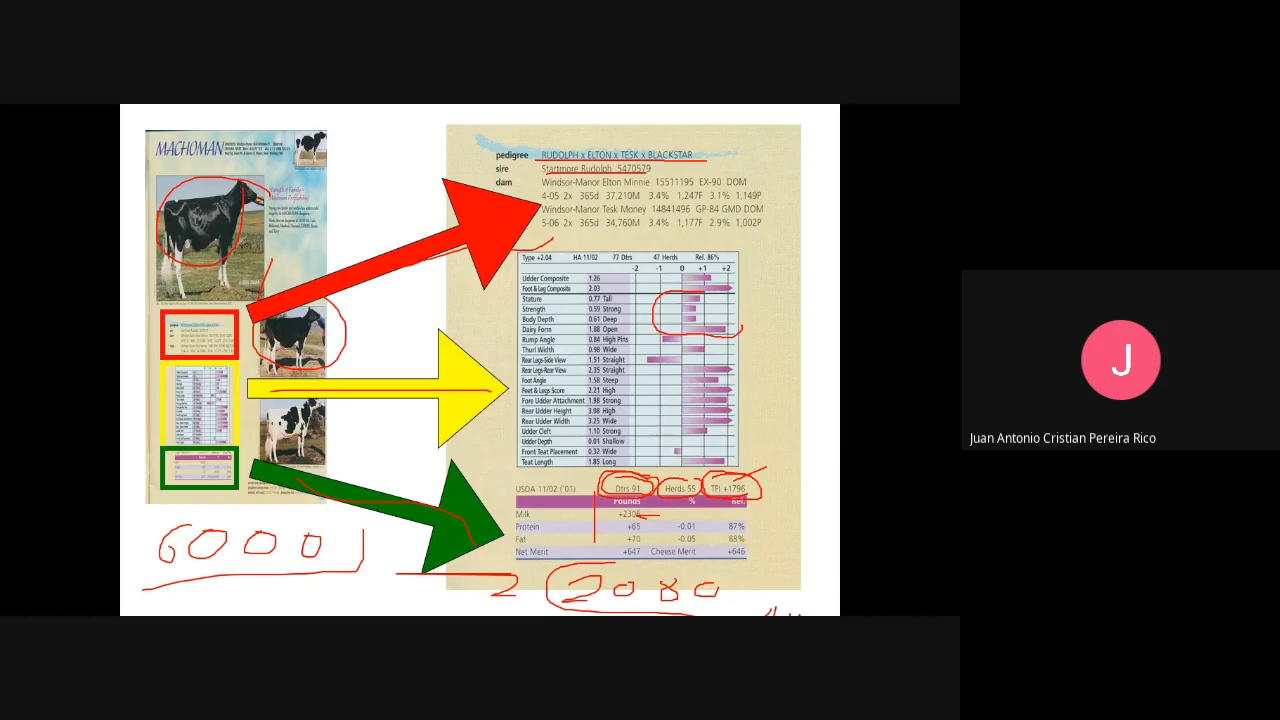 MACHOMAN
pedigree RUDOLPH x ELTON x TESK x BLACKSTAR
sire Startmore Rudolph 5470579
dam Windsor-Manor Elton Minnie 15511195 EX-90 DOM
4-05 2x 365d 37,210M 3.4% 1,247F 3.1% 1,149P
Windsor-Manor Tesk Money 14841496 GP-84 GMD DOM
5-06 2x 365d 34,760M 3.4% 1,177F 2.9% 1,002P
Type +2.04 HA 11/02 77 Dtrs 47 Herds Rel. 86%
-2 -1 0 +1 +2
Udder Composite 1.26
Foot & Leg Composite 2.03
Stature 0.77 Tall
Strength 0.59 Strong
Body Depth 0.61 Deep
Dairy Form 1.88 Open
Rump Angle 0.84 High Pins
Thurl Width 0.98 Wide
Rear Legs-Side View 1.51 Straight
Rear Legs-Rear View 2.35 Straight
Foot Angle 1.58 Steep
Feet & Legs Score 2.21 High
Fore Udder Attachment 1.98 Strong
Rear Udder Height 3.08 High
Rear Udder Width 3.25 Wide
Udder Cleft 1.10 Strong
Udder Depth 0.01 Shallow
Front Teat Placement 0.32 Wide
Teat Length 1.85 Long
USDA 11/02 ('01) Dtrs 91 Herds 55 TPI +1796
Pounds % Rel.
Milk +2306
Protein +65 -0.01 87%
Fat +70 -0.05 88%
Net Merit +647 Cheese Merit +646
6000
2 2080
J
Juan Antonio Cristian Pereira Rico